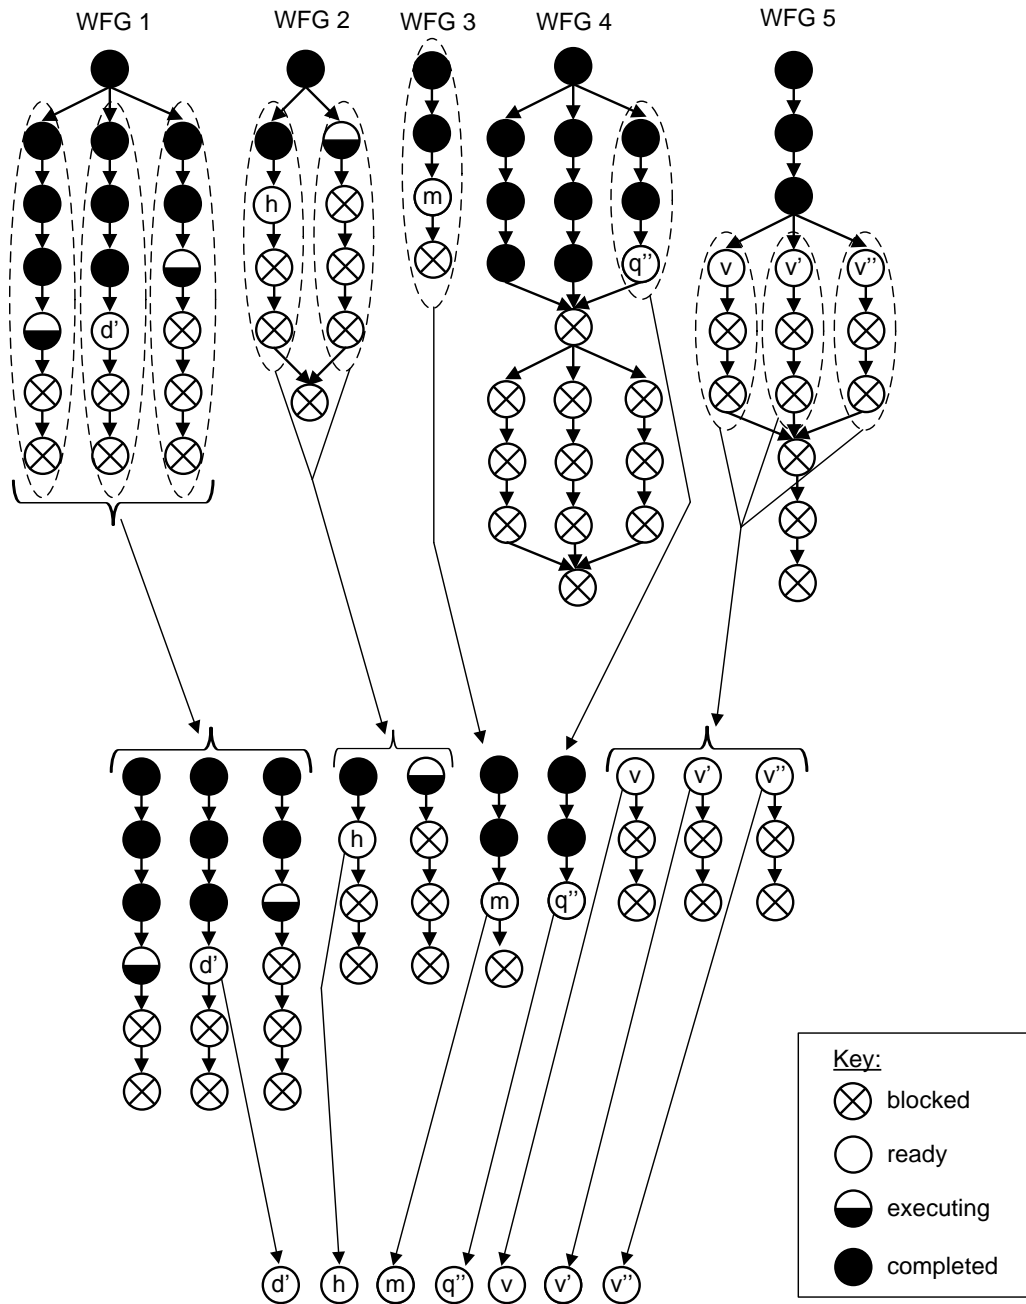 WFG 1 WFG 2 WFG 3 WFG 4 WFG 5
h m
q'' v v' v''
d'
v v' v''
h
m q''
d'
Key:
blocked
ready
executing
completed
d' h m q'' v v' v''